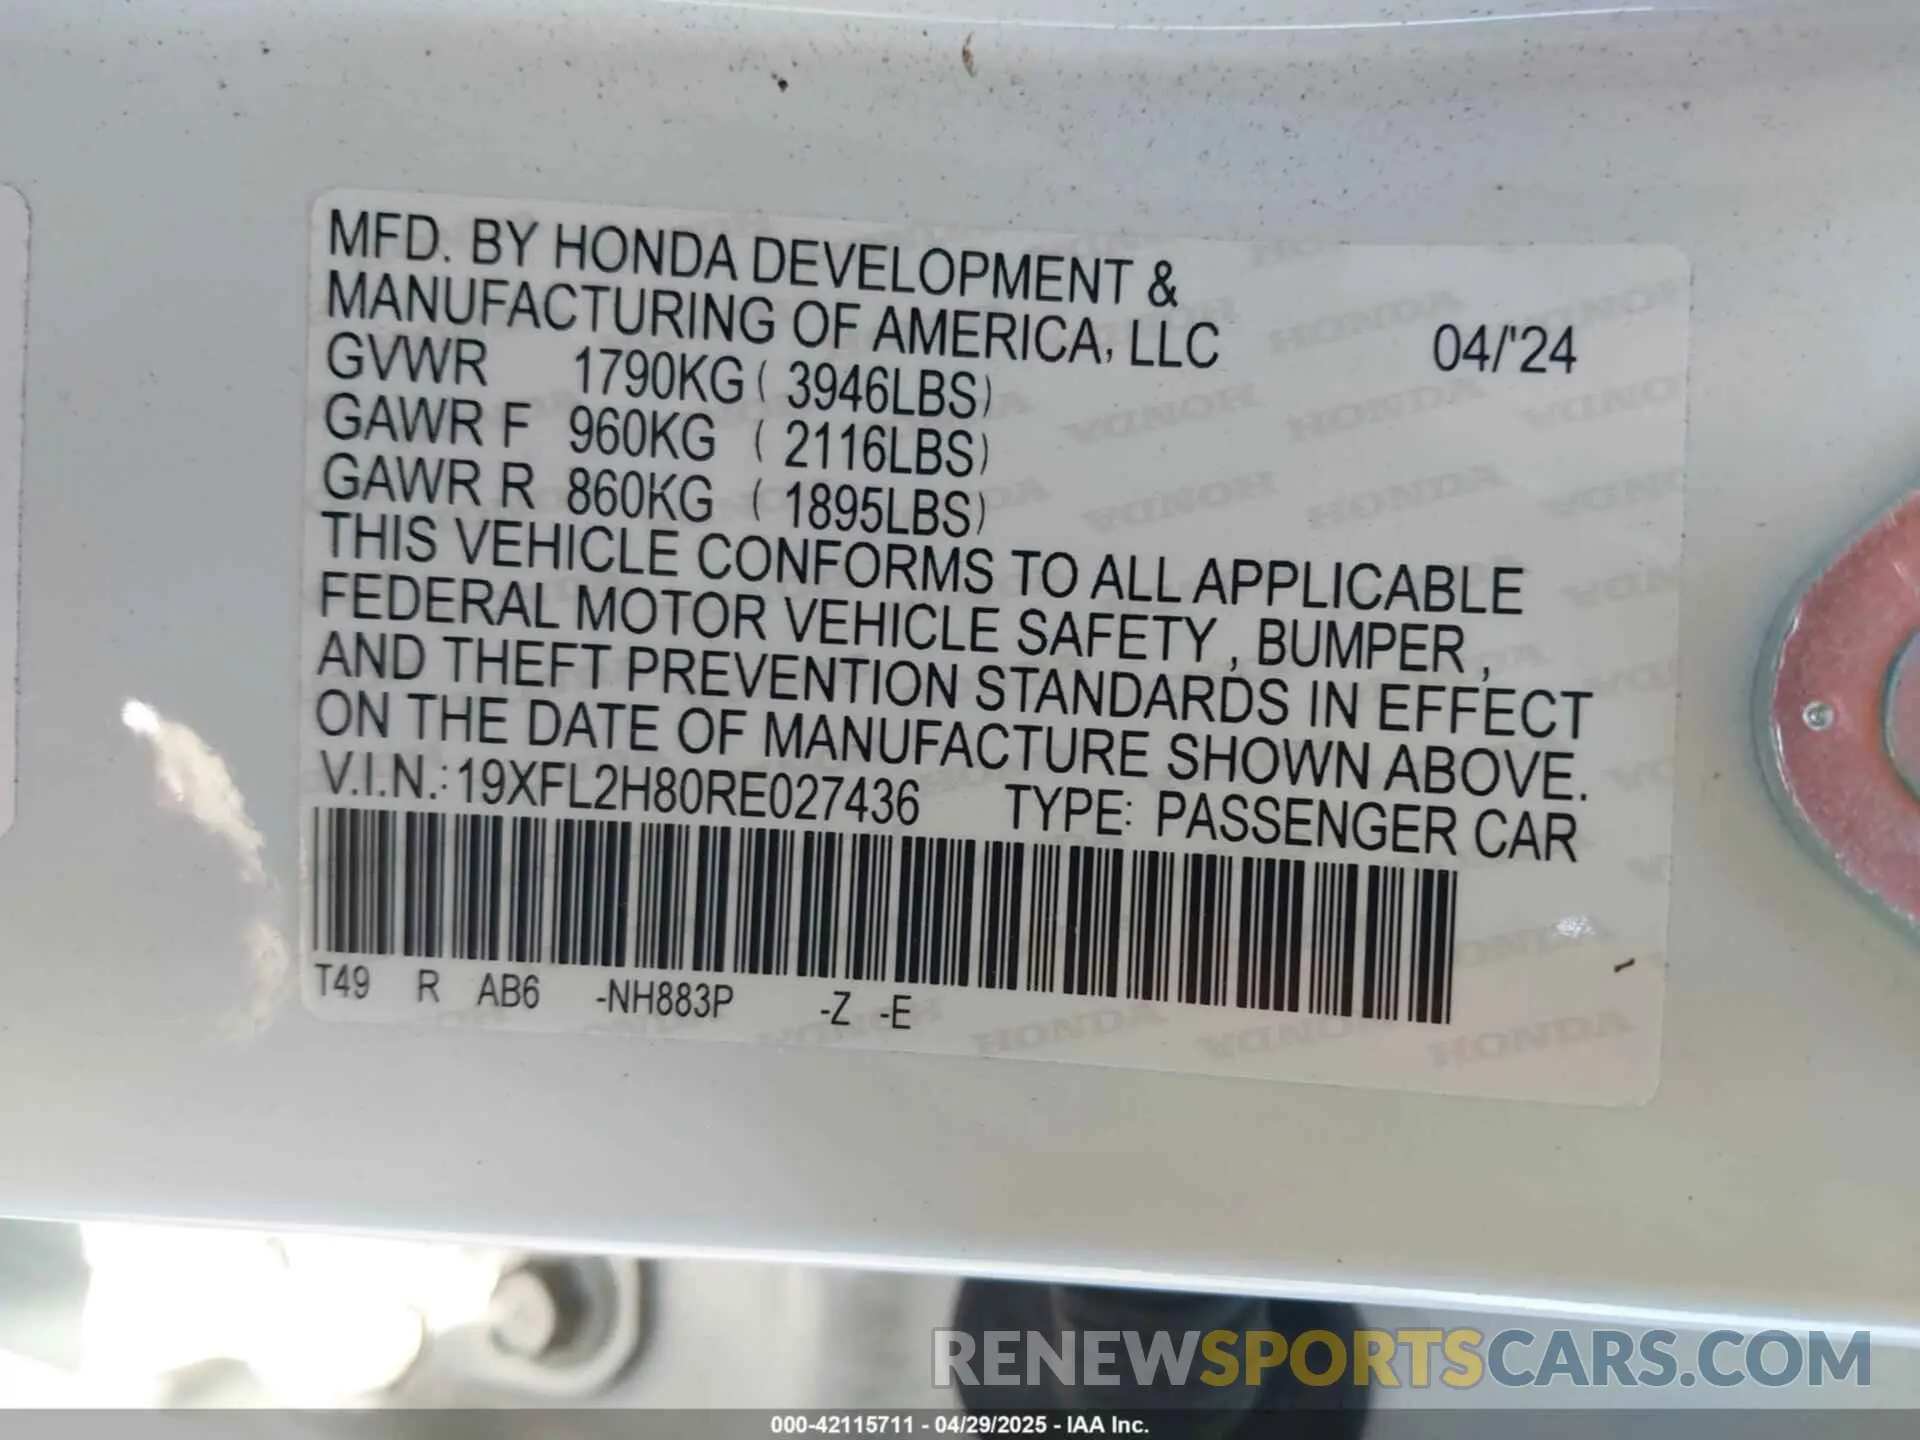 MFD. BY HONDA DEVELOPMENT &
MANUFACTURING OF AMERICA, LLC 04/'24
GVWR 1790KG ( 3946LBS)
GAWR F 960KG ( 2116LBS)
GAWR R 860KG ( 1895LBS)
THIS VEHICLE CONFORMS TO ALL APPLICABLE
FEDERAL MOTOR VEHICLE SAFETY , BUMPER ,
AND THEFT PREVENTION STANDARDS IN EFFECT
ON THE DATE OF MANUFACTURE SHOWN ABOVE.
V.I.N.: 19XFL2H80RE027436 TYPE: PASSENGER CAR
T49 R AB6 -NH883P -Z -E
RENEWSPORTSCARS.COM
000-42115711 - 04/29/2025 - IAA Inc.